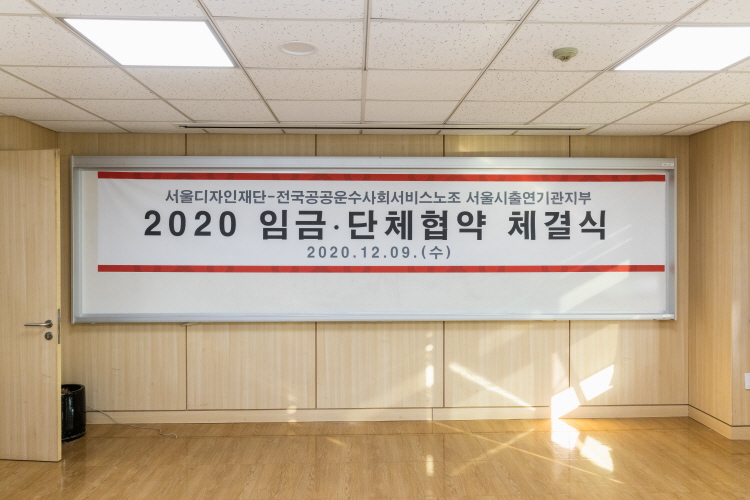 서울디자인재단-전국공공운수사회서비스노조 서울시출연기관지부
2020 임금·단체협약 체결식
2020.12.09.(수)